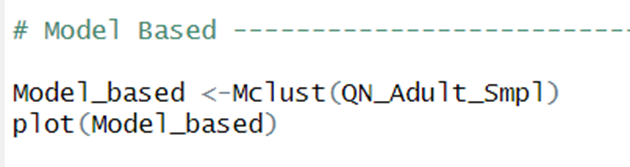 # Model Based --------------------------
Model_based <-Mclust(QN_Adult_Smpl)
plot(Model_based)